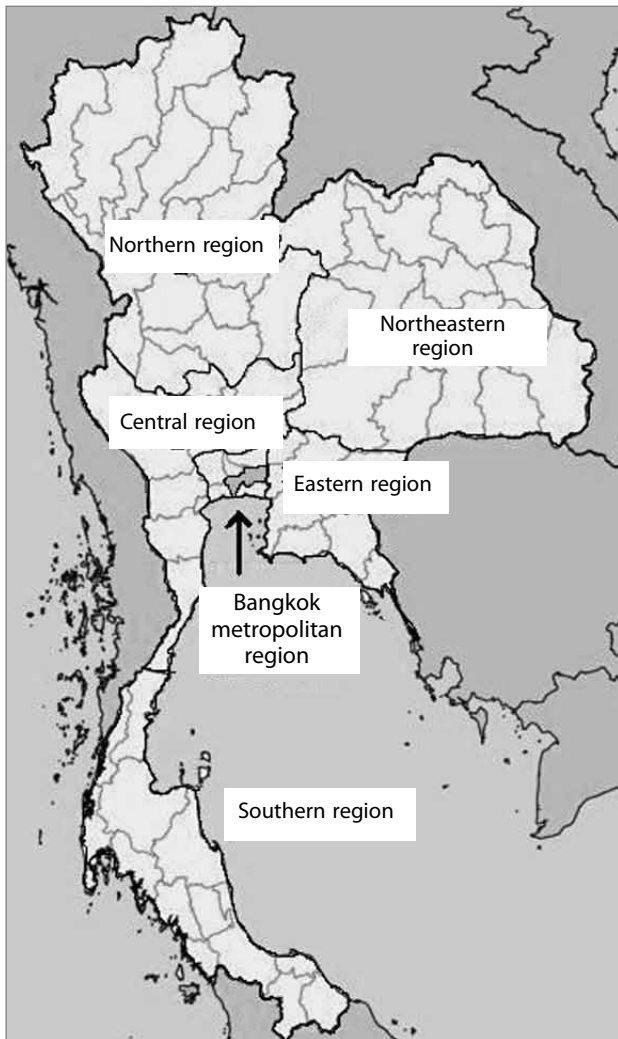 Northern region
Northeastern
region
Central region
Eastern region
Bangkok
metropolitan
region
Southern region